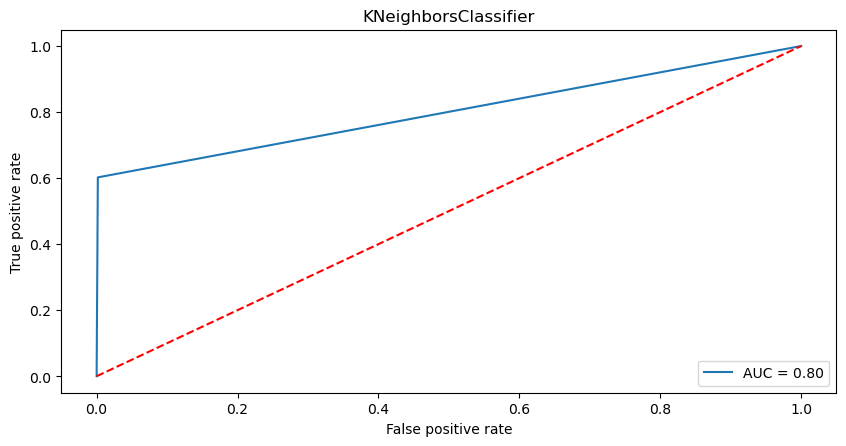 KNeighborsClassifier
True positive rate
1.0
0.8
0.6
0.4
0.2
0.0
AUC = 0.80
0.0 0.2 0.4 0.6 0.8 1.0
False positive rate